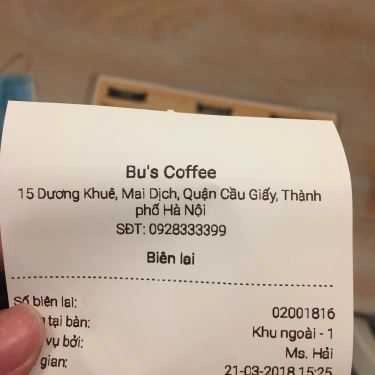 Bu's Coffee
15 Dương Khuê, Mai Dịch, Quận Cầu Giấy, Thành
phố Hà Nội
SĐT: 0928333399
Biên lai
Số biên lai: 02001816
tại bàn: Khu ngoài - 1
vụ bởi: Ms. Hải
gian: 21-03-2018 15:25